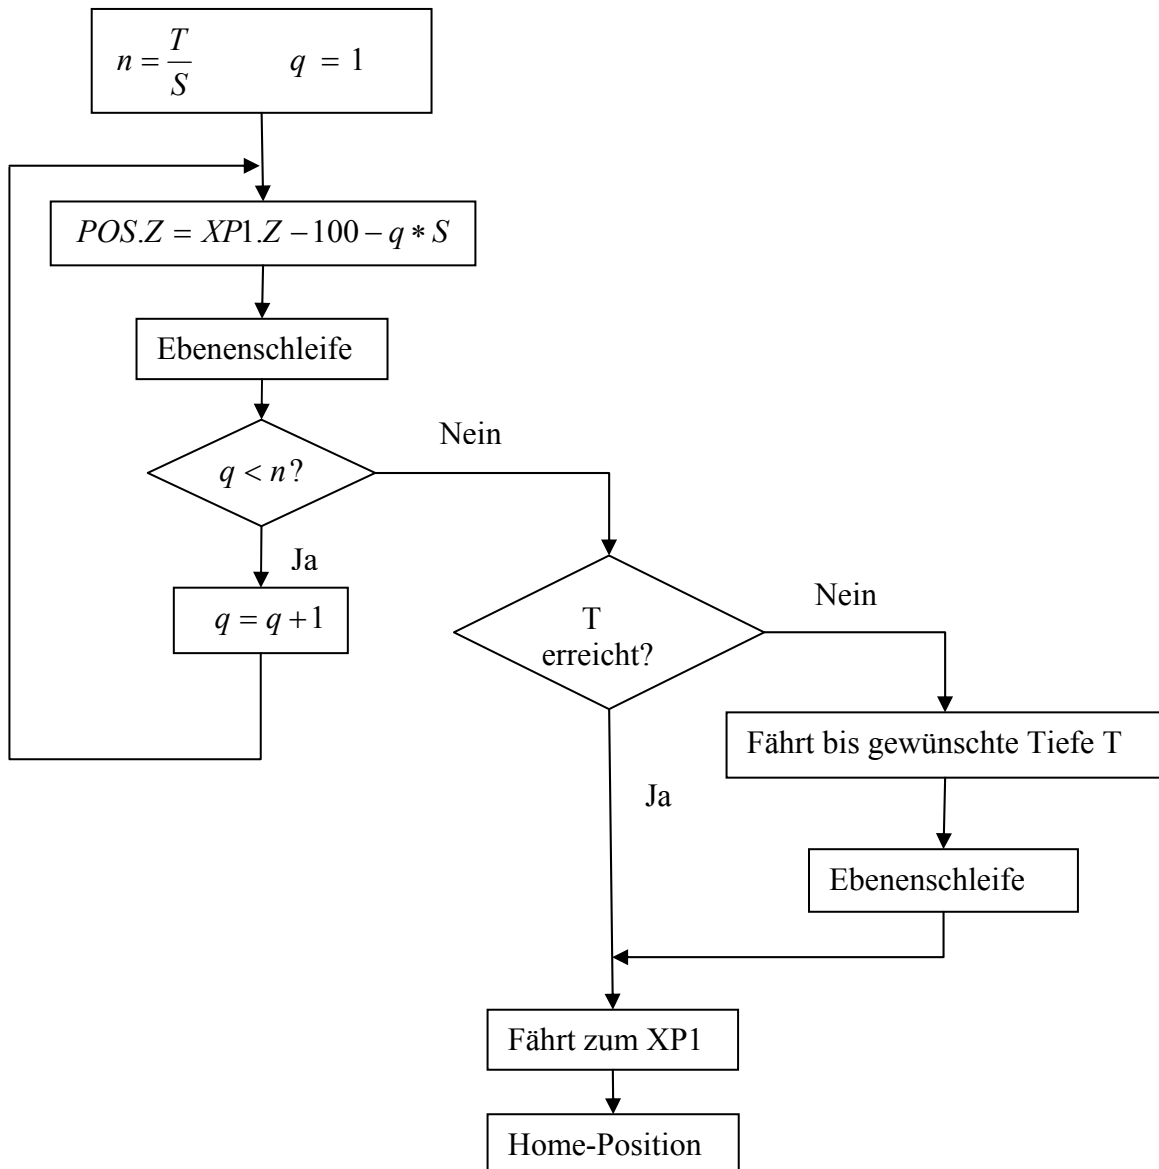 n = T/S q = 1
POS.Z = XP1.Z − 100 − q * S
Ebenenschleife
Nein
q < n?
Ja
q = q + 1
Nein
T
erreicht?
Fährt bis gewünschte Tiefe T
Ja
Ebenenschleife
Fährt zum XP1
Home-Position